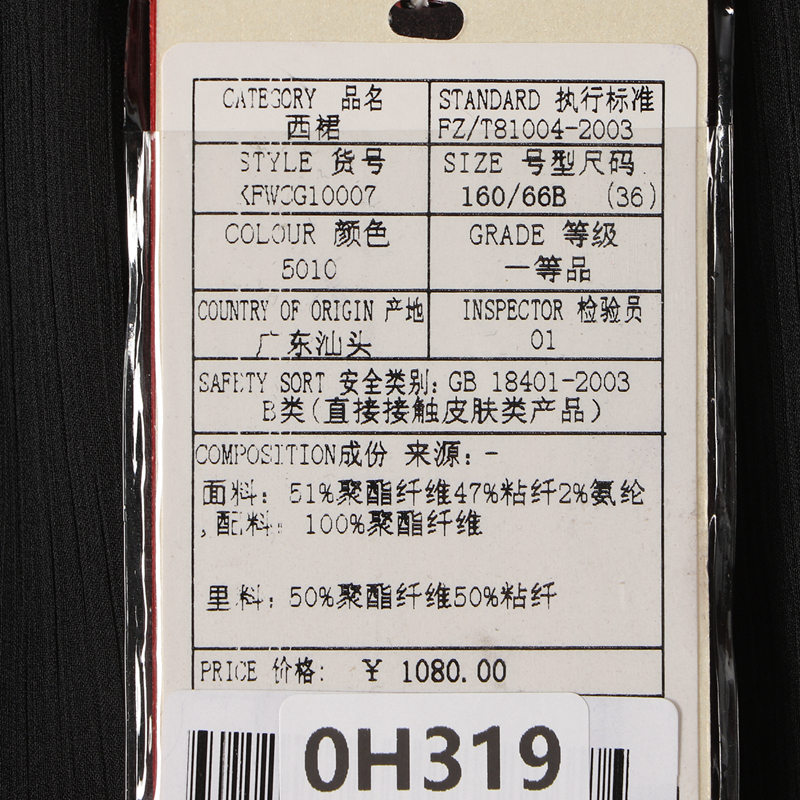 CATEGORY 品名
西裙
STANDARD 执行标准
FZ/T81004-2003
STYLE 货号
KFWCG10007
SIZE 号型尺码
160/66B (36)
COLOUR 颜色
5010
GRADE 等级
一等品
COUNTRY OF ORIGIN 产地
广东汕头
INSPECTOR 检验员
01
SAFETY SORT 安全类别: GB 18401-2003
B类(直接接触皮肤类产品)
COMPOSITION成份 来源: -
面料: 51%聚酯纤维47%粘纤2%氨纶
,配料: 100%聚酯纤维
里料: 50%聚酯纤维50%粘纤
PRICE 价格: ¥ 1080.00
0H319